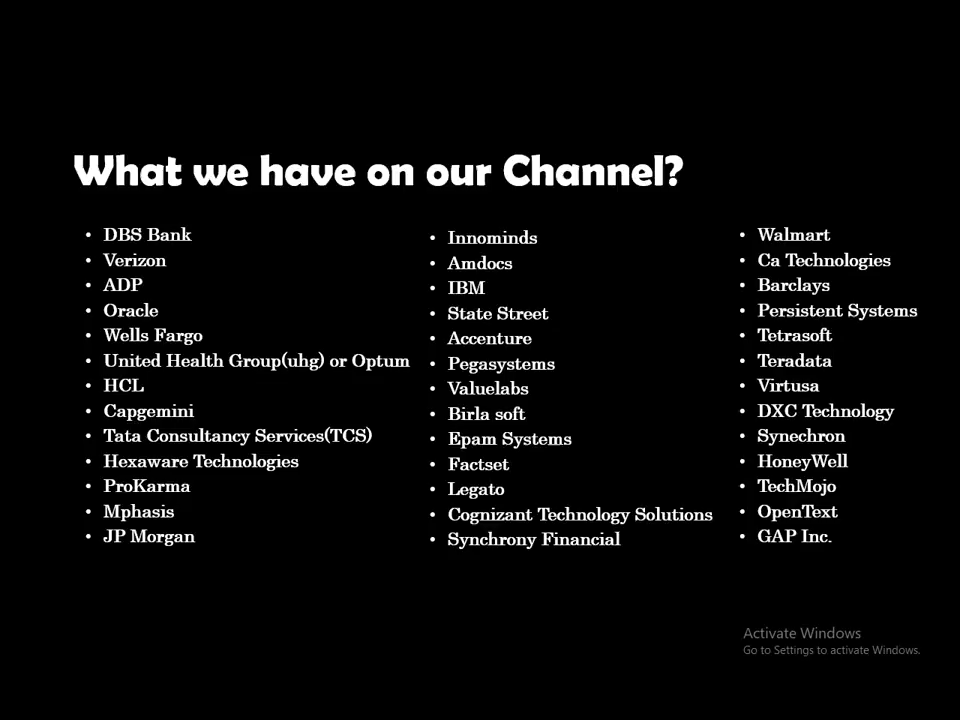 What we have on our Channel?
• DBS Bank
• Verizon
• ADP
• Oracle
• Wells Fargo
• United Health Group(uhg) or Optum
• HCL
• Capgemini
• Tata Consultancy Services(TCS)
• Hexaware Technologies
• ProKarma
• Mphasis
• JP Morgan
• Innominds
• Amdocs
• IBM
• State Street
• Accenture
• Pegasystems
• Valuelabs
• Birla soft
• Epam Systems
• Factset
• Legato
• Cognizant Technology Solutions
• Synchrony Financial
• Walmart
• Ca Technologies
• Barclays
• Persistent Systems
• Tetrasoft
• Teradata
• Virtusa
• DXC Technology
• Synechron
• HoneyWell
• TechMojo
• OpenText
• GAP Inc.
Activate Windows
Go to Settings to activate Windows.